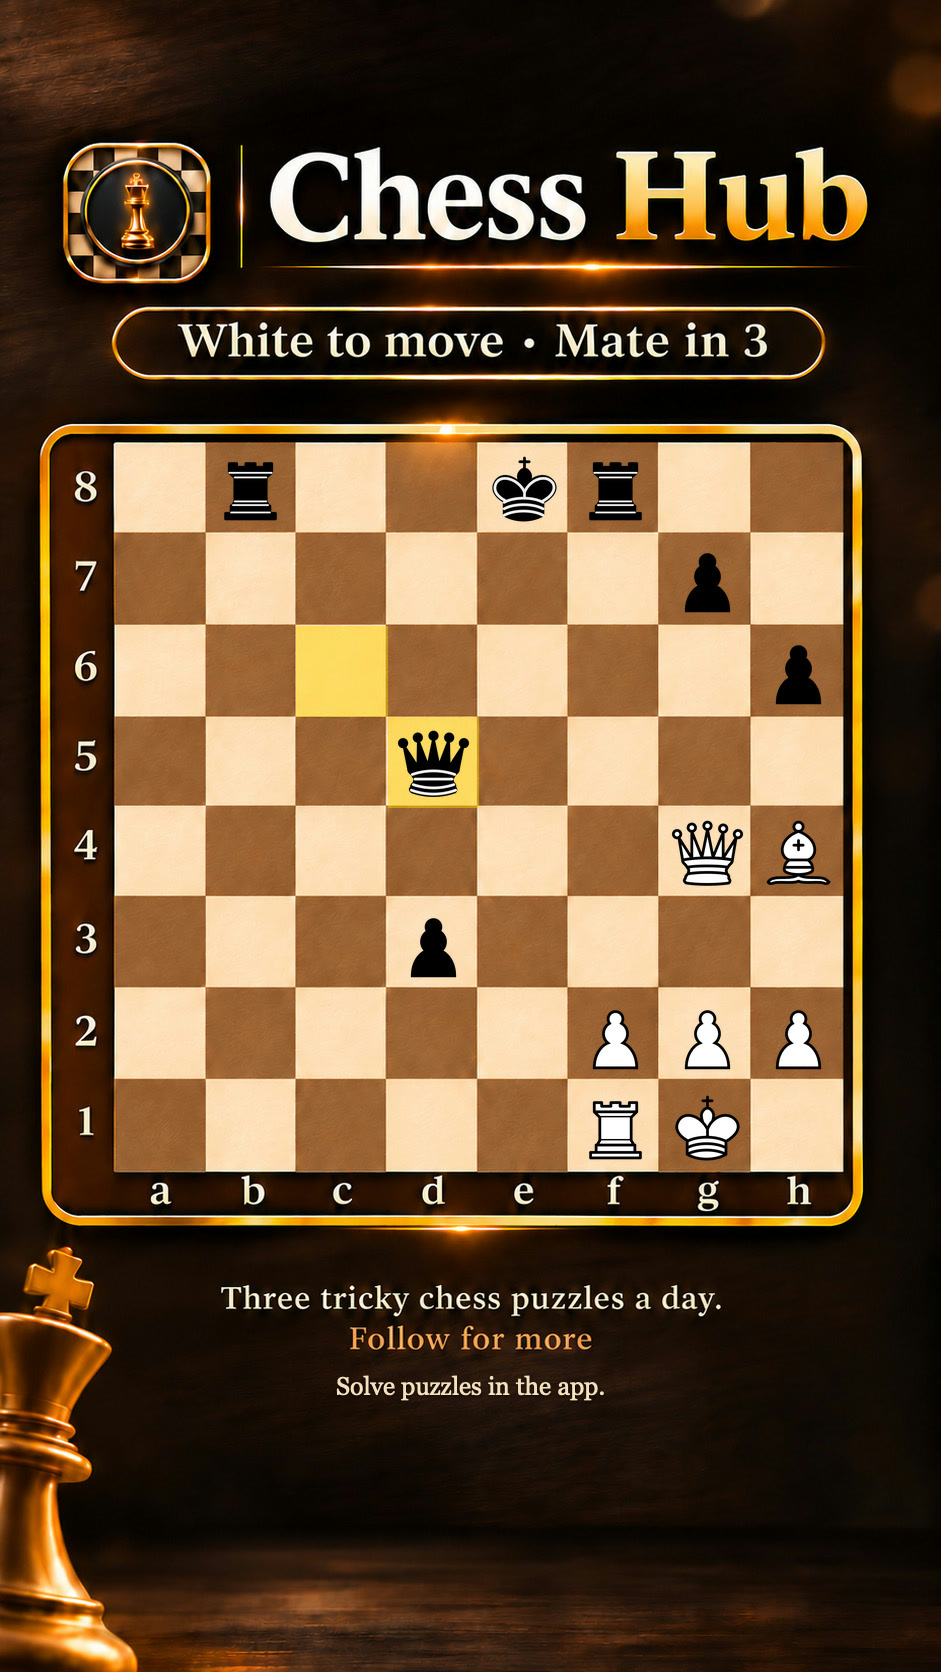 Chess Hub
White to move • Mate in 3
8
7
6
5
4
3
2
1
a b c d e f g h
Three tricky chess puzzles a day.
Follow for more
Solve puzzles in the app.